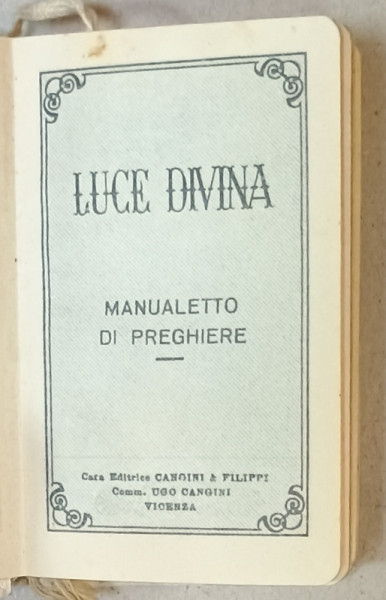 LUCE DIVINA
MANUALETTO
DI PREGHIERE
Casa Editrice CANGINI & FILIPPI
Comm. UGO CANGINI
VICENZA